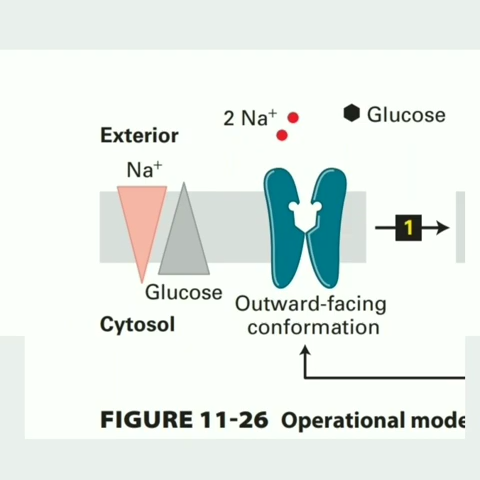 2 Na⁺
Glucose
Exterior
Na⁺
1
Glucose
Outward-facing
conformation
Cytosol
FIGURE 11-26 Operational mode